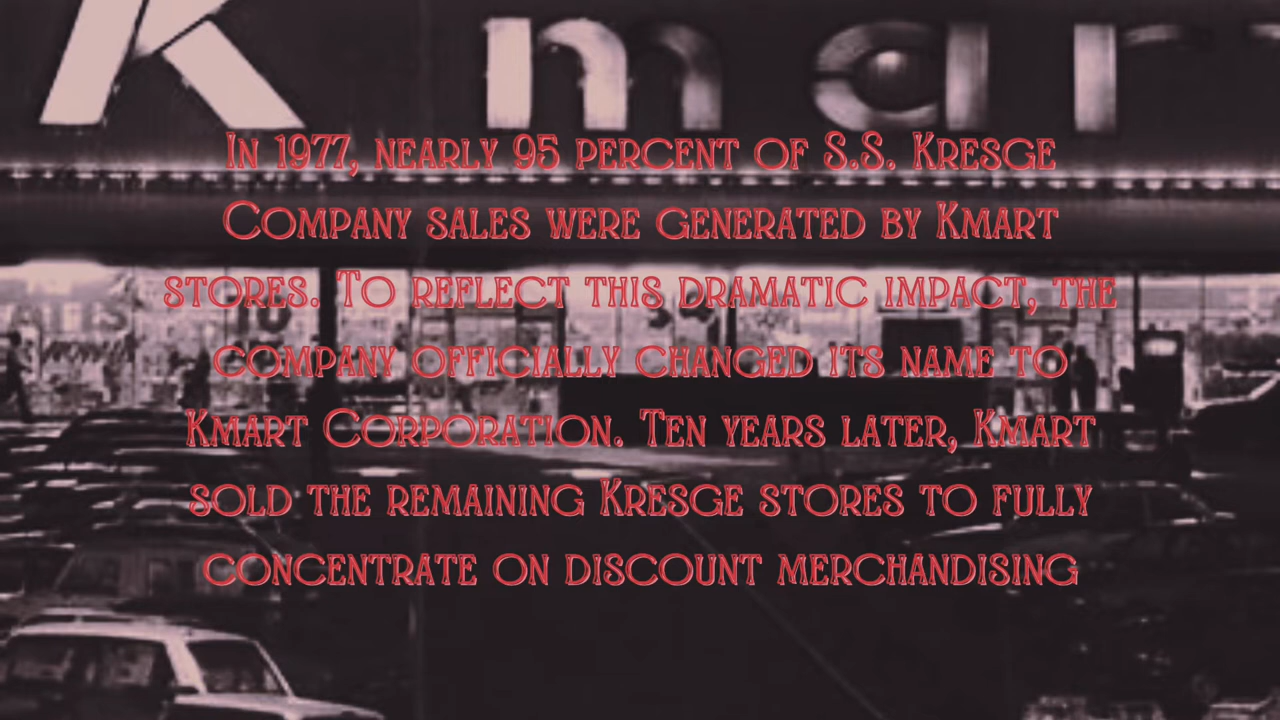 K mart
In 1977, nearly 95 percent of S.S. Kresge
Company sales were generated by Kmart
stores. To reflect this dramatic impact, the
company officially changed its name to
Kmart Corporation. Ten years later, Kmart
sold the remaining Kresge stores to fully
concentrate on discount merchandising